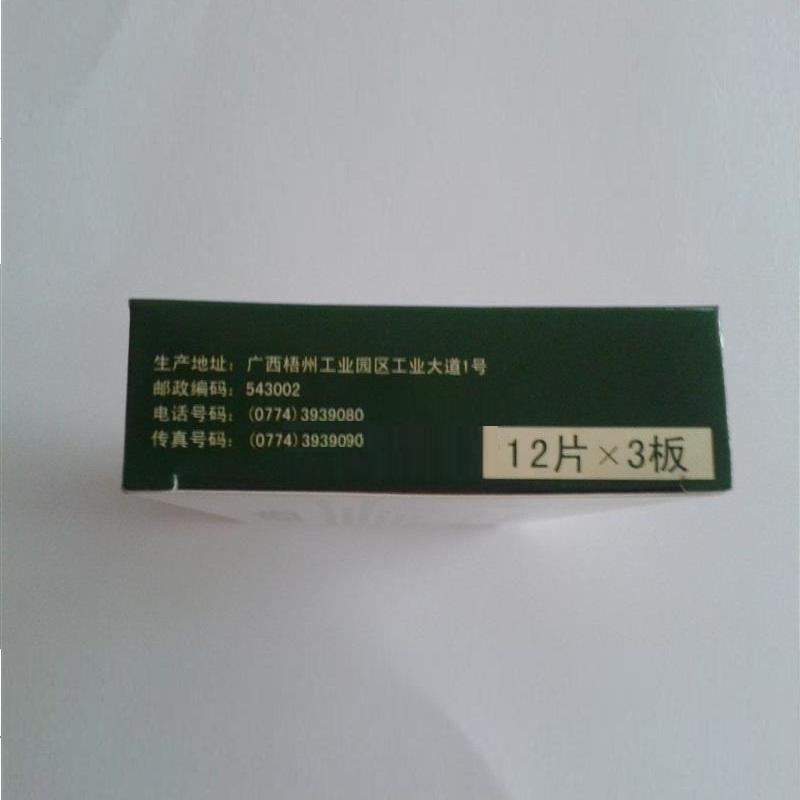 生产地址：广西梧州工业园区工业大道1号
邮政编码：543002
电话号码：(0774)3939080
传真号码：(0774)3939090
12片×3板